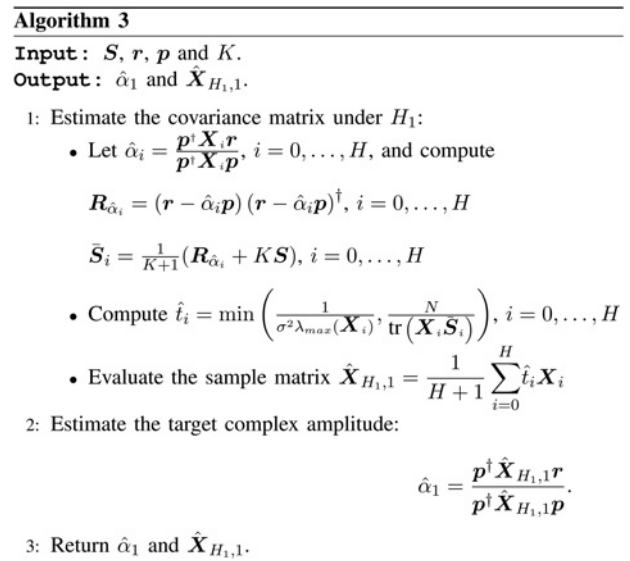 Algorithm 3
Input: S, r, p and K.
Output: α̂₁ and X̂_{H₁,1}.
1: Estimate the covariance matrix under H₁:
• Let α̂ᵢ = p†Xᵢr / p†Xᵢp, i = 0, . . . , H, and compute
R_{α̂ᵢ} = (r − α̂ᵢp) (r − α̂ᵢp)†, i = 0, . . . , H
S̄ᵢ = 1/(K+1) (R_{α̂ᵢ} + KS), i = 0, . . . , H
• Compute t̂ᵢ = min ( 1 / (σ²λ_{max}(Xᵢ)), N / tr(XᵢS̄ᵢ) ), i = 0, . . . , H
• Evaluate the sample matrix X̂_{H₁,1} = 1/(H + 1) ∑_{i=0}^{H} t̂ᵢXᵢ
2: Estimate the target complex amplitude:
α̂₁ = p†X̂_{H₁,1}r / p†X̂_{H₁,1}p.
3: Return α̂₁ and X̂_{H₁,1}.